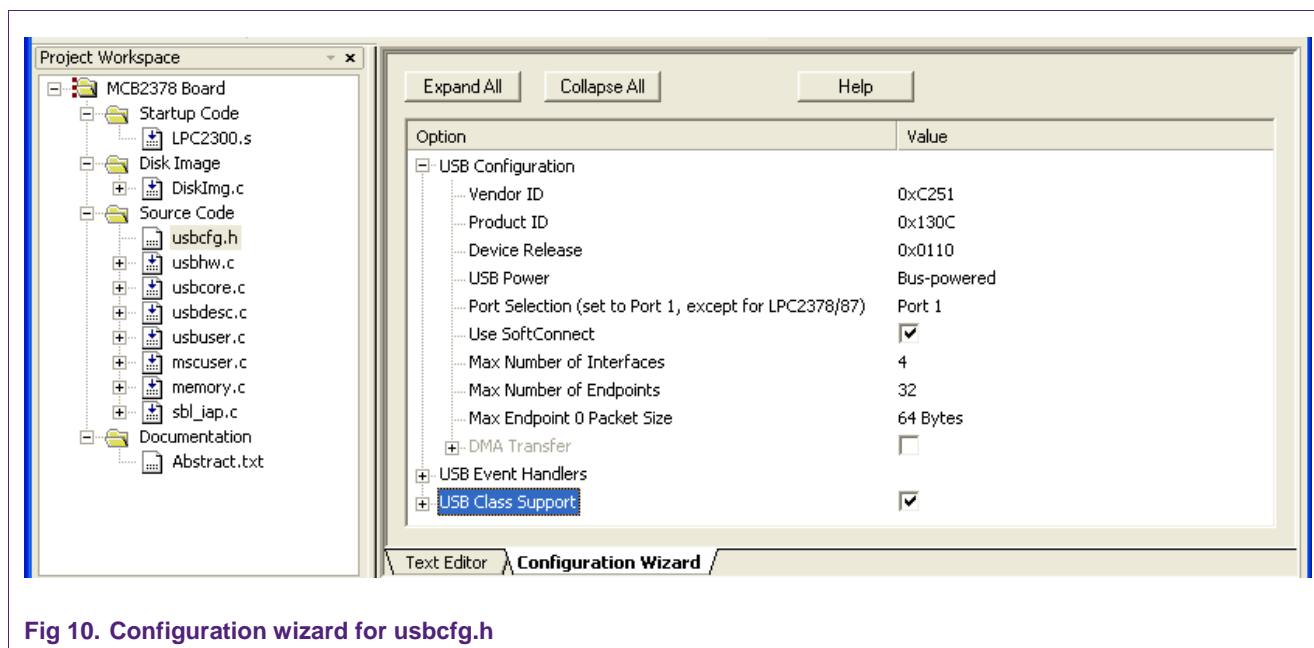 Project Workspace
MCB2378 Board
Startup Code
LPC2300.s
Disk Image
DiskImg.c
Source Code
usbcfg.h
usbhw.c
usbcore.c
usbdesc.c
usbuser.c
mscuser.c
memory.c
sbl_iap.c
Documentation
Abstract.txt
Expand All Collapse All Help
Option Value
USB Configuration
Vendor ID 0xC251
Product ID 0x130C
Device Release 0x0110
USB Power Bus-powered
Port Selection (set to Port 1, except for LPC2378/87) Port 1
Use SoftConnect
Max Number of Interfaces 4
Max Number of Endpoints 32
Max Endpoint 0 Packet Size 64 Bytes
DMA Transfer
USB Event Handlers
USB Class Support
Text Editor Configuration Wizard
Fig 10. Configuration wizard for usbcfg.h